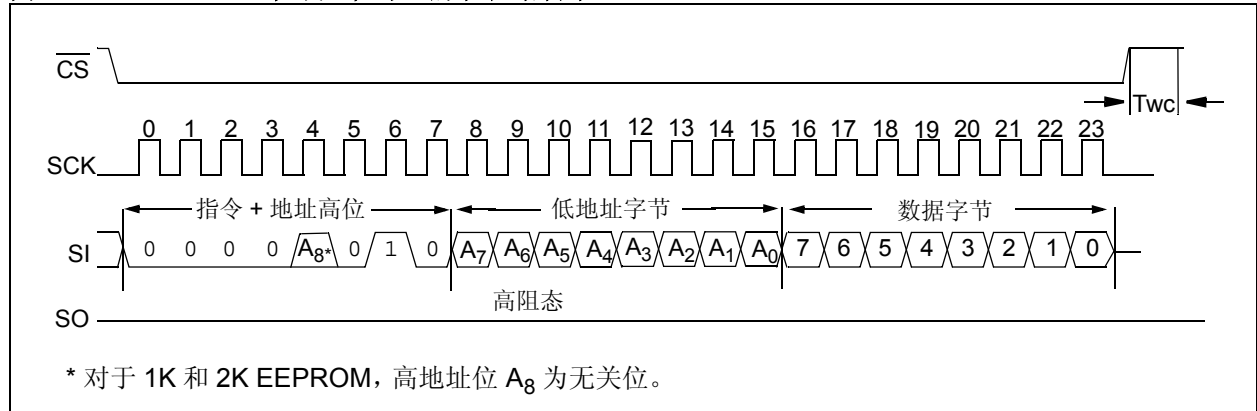 CS
Twc
0 1 2 3 4 5 6 7 8 9 10 11 12 13 14 15 16 17 18 19 20 21 22 23
SCK
指令 + 地址高位 低地址字节 数据字节
SI 0 0 0 0 A8* 0 1 0 A7 A6 A5 A4 A3 A2 A1 A0 7 6 5 4 3 2 1 0
高阻态
SO
* 对于 1K 和 2K EEPROM，高地址位 A8 为无关位。